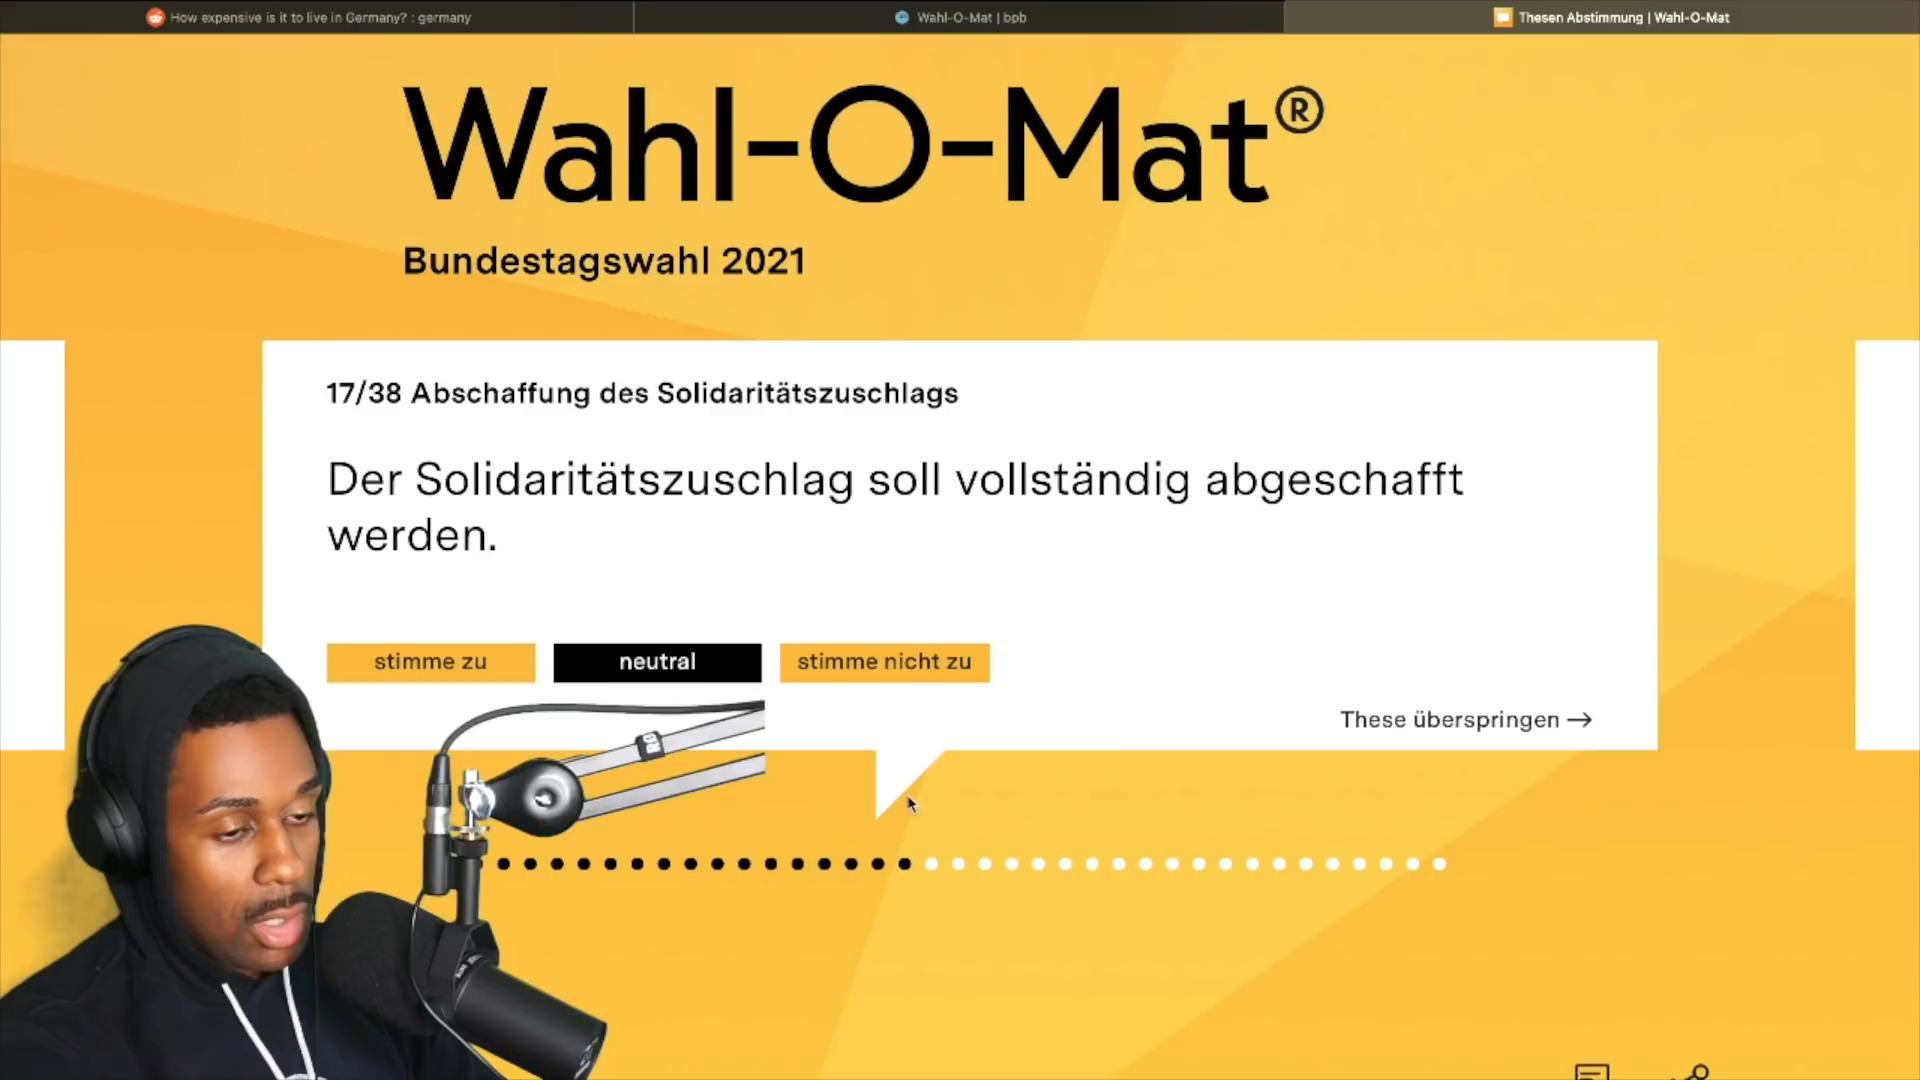 How expensive is it to live in Germany? : germany
Wahl-O-Mat | bpb
Thesen Abstimmung | Wahl-O-Mat
Wahl-O-Mat®
Bundestagswahl 2021
17/38 Abschaffung des Solidaritätszuschlags
Der Solidaritätszuschlag soll vollständig abgeschafft
werden.
stimme zu
neutral
stimme nicht zu
These überspringen →